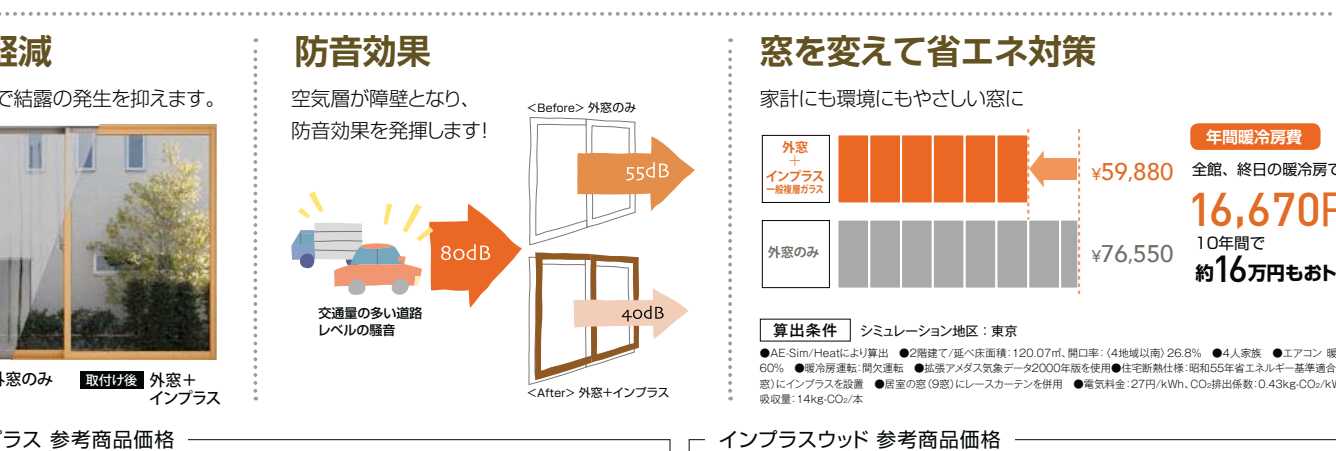 軽減
で結露の発生を抑えます。
外窓のみ
取付け後 外窓＋
インプラス
防音効果
空気層が障壁となり、
防音効果を発揮します！
<Before> 外窓のみ
55dB
80dB
交通量の多い道路
レベルの騒音
40dB
<After> 外窓＋インプラス
窓を変えて省エネ対策
家計にも環境にもやさしい窓に
外窓
＋
インプラス
一般複層ガラス
¥59,880
外窓のみ
¥76,550
年間暖冷房費
全館、終日の暖冷房で
16,670円
10年間で
約16万円もおト
算出条件 シミュレーション地区：東京
●AE-Sim/Heatにより算出 ●2階建て/延べ床面積：120.07㎡、開口率：（4地域以南）26.8% ●4人家族 ●エアコン 暖
60% ●暖冷房運転：間欠運転 ●拡張アメダス気象データ2000年版を使用●住宅断熱仕様：昭和55年省エネルギー基準適合
窓）にインプラスを設置 ●居室の窓（9窓）にレースカーテンを併用 ●電気料金：27円/kWh、CO₂排出係数：0.43kg-CO₂/kW
吸収量：14kg-CO₂/本
プラス 参考商品価格
インプラスウッド 参考商品価格